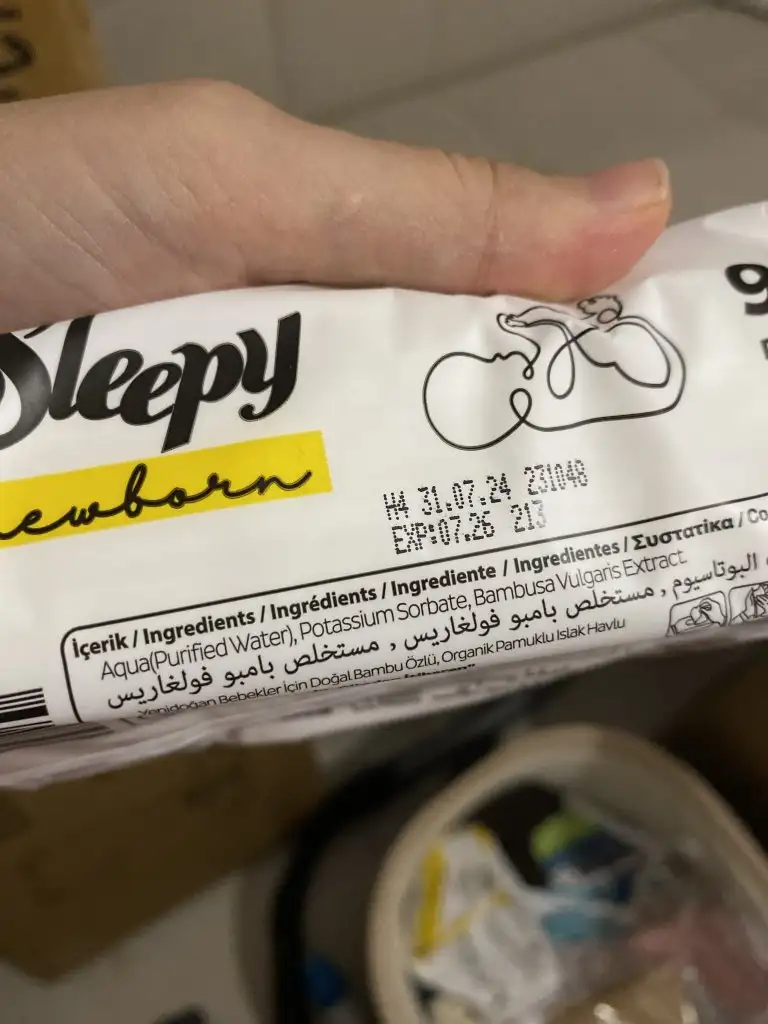 Sleepy
newborn
H4 31.07.24 231048
EXP:07.26 213
İçerik / Ingredients / Ingrédients / Ingrediente / Ingredientes / Συστατικα / Co
Aqua(Purified Water), Potassium Sorbate, Bambusa Vulgaris Extract.
البوتاسيوم , مستخلص بامبو فولغاريس , مستخلص بامبو فولغاريس
Yenidoğan Bebekler İçin Doğal Bambu Özlü, Organik Pamuklu Islak Havlu